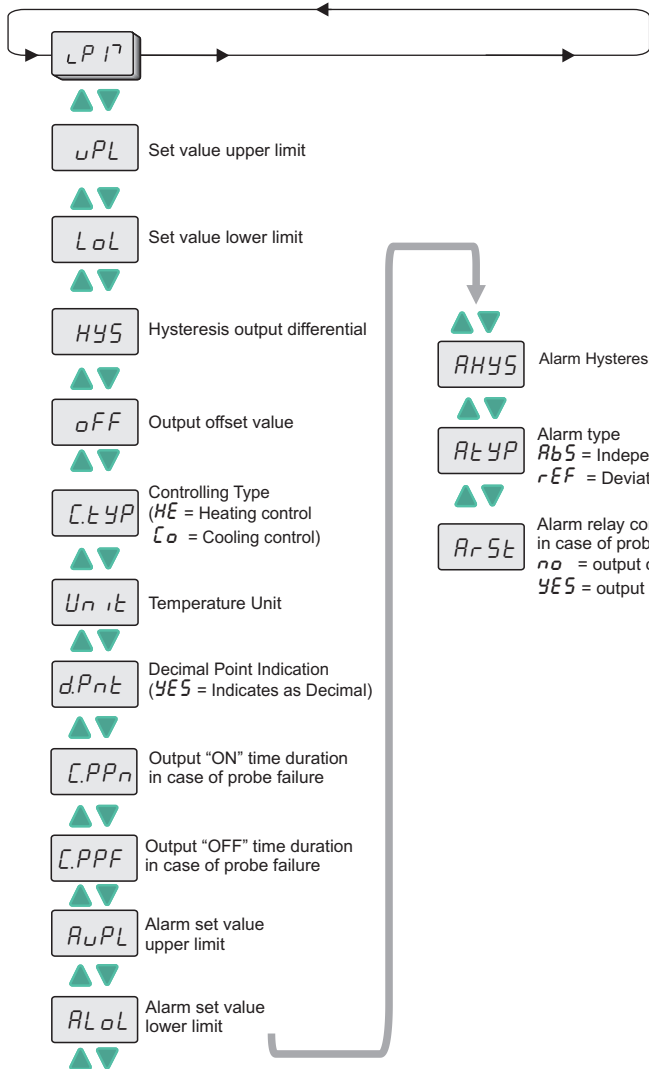 uPL
Set value upper limit
LoL
Set value lower limit
HYS
Hysteresis output differential
oFF
Output offset value
C.tYP
Controlling Type
(HE = Heating control
Co = Cooling control)
Unit
Temperature Unit
d.Pnt
Decimal Point Indication
(YES = Indicates as Decimal)
C.PPn
Output “ON” time duration
in case of probe failure
C.PPF
Output “OFF” time duration
in case of probe failure
AuPL
Alarm set value
upper limit
ALoL
Alarm set value
lower limit
AHYS
Alarm Hysteres
AtYP
Alarm type
AbS = Indepe
rEF = Deviat
ArSt
Alarm relay co
in case of prob
no = output
YES = output